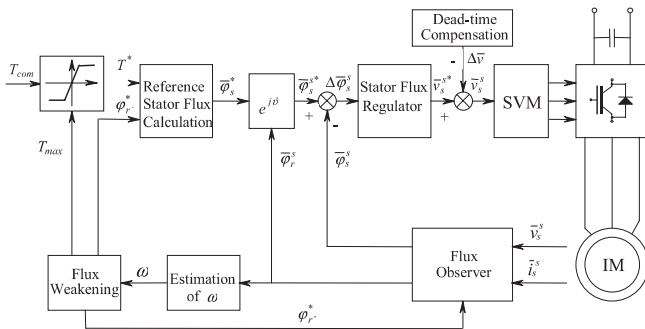 Dead-time
Compensation
T_com
T*
φ_r*
Reference
Stator Flux
Calculation
φ̅_s*
e^{jϑ}
φ̅_s^{s*}
+
-
Δφ̅_s^s
Stator Flux
Regulator
v̅_s^{s*}
+
-
Δv̅
v̅_s^s
SVM
T_max
φ̅_r^s
φ̅_s^s
Flux
Weakening
ω
Estimation
of ω
Flux
Observer
v̅_s^s
i̅_s^s
IM
φ_r*